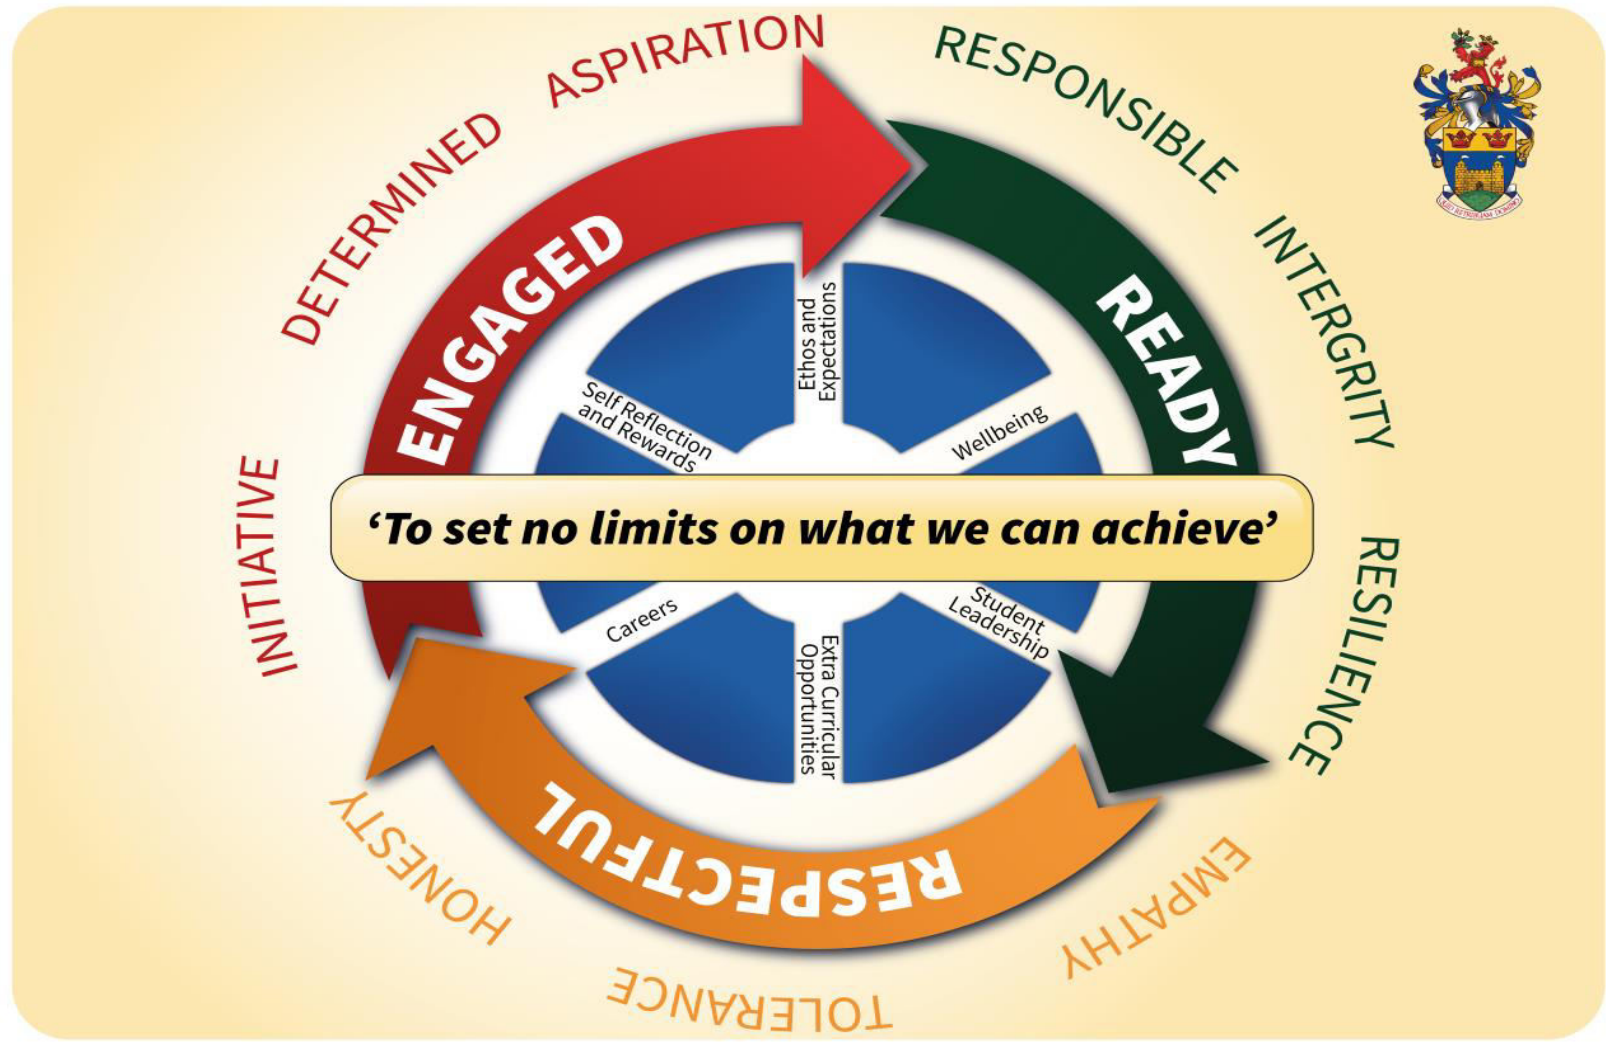 ASPIRATION
RESPONSIBLE
DETERMINED
INTERGRITY
INITIATIVE
RESILIENCE
ENGAGED
READY
Ethos and
Expectations
Self Reflection
and Rewards
Wellbeing
‘To set no limits on what we can achieve’
Careers
Extra Curricular
Opportunities
Student
Leadership
RESPECTFUL
HONESTY
TOLERANCE
EMPATHY